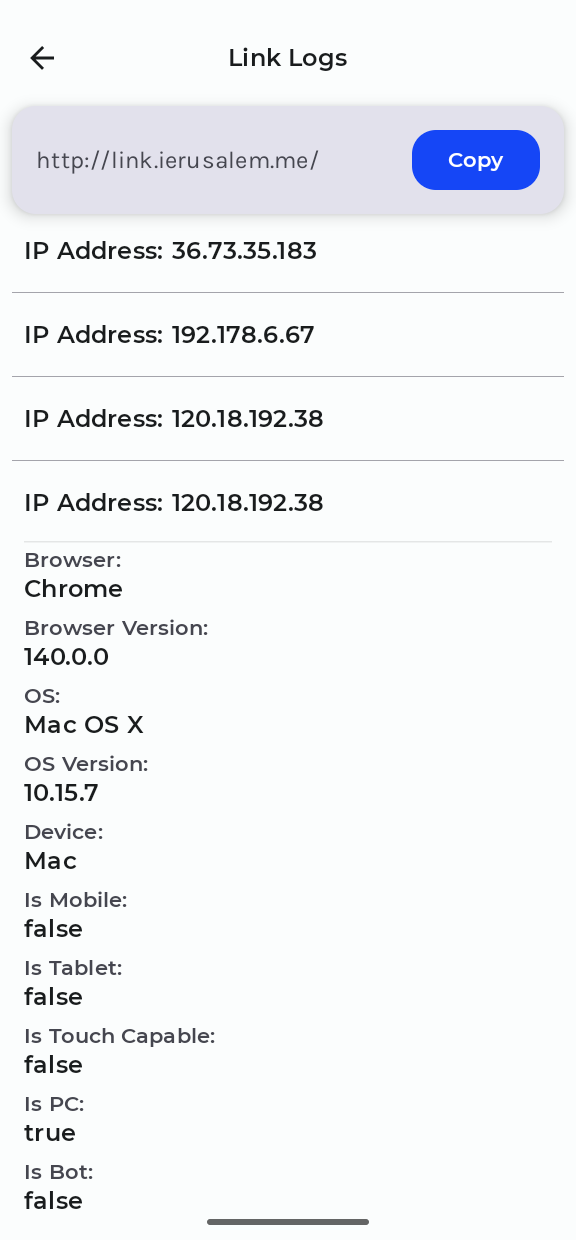 Link Logs
http://link.ierusalem.me/
Copy
IP Address: 36.73.35.183
IP Address: 192.178.6.67
IP Address: 120.18.192.38
IP Address: 120.18.192.38
Browser:
Chrome
Browser Version:
140.0.0
OS:
Mac OS X
OS Version:
10.15.7
Device:
Mac
Is Mobile:
false
Is Tablet:
false
Is Touch Capable:
false
Is PC:
true
Is Bot:
false